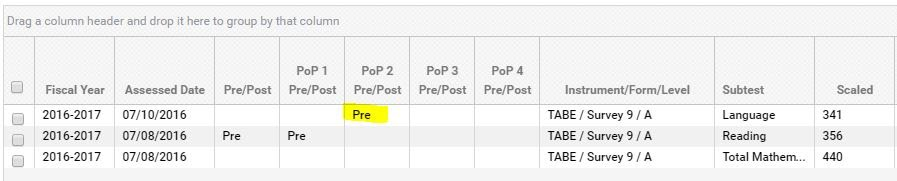 Drag a column header and drop it here to group by that column
PoP 1 PoP 2 PoP 3 PoP 4
Fiscal Year Assessed Date Pre/Post Pre/Post Pre/Post Pre/Post Pre/Post Instrument/Form/Level Subtest Scaled
2016-2017 07/10/2016 Pre TABE / Survey 9 / A Language 341
2016-2017 07/08/2016 Pre Pre TABE / Survey 9 / A Reading 356
2016-2017 07/08/2016 TABE / Survey 9 / A Total Mathem... 440